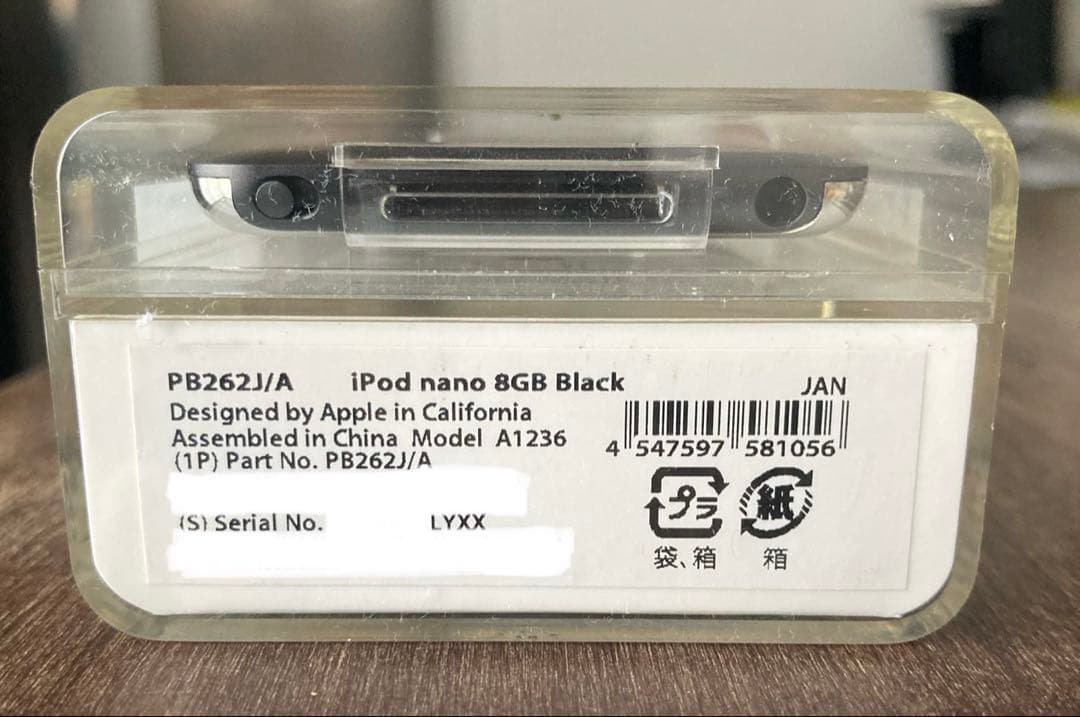 PB262J/A iPod nano 8GB Black
Designed by Apple in California
Assembled in China Model A1236
(1P) Part No. PB262J/A
(S) Serial No. LYXX
JAN
4 547597 581056
プラ 紙
袋、箱 箱